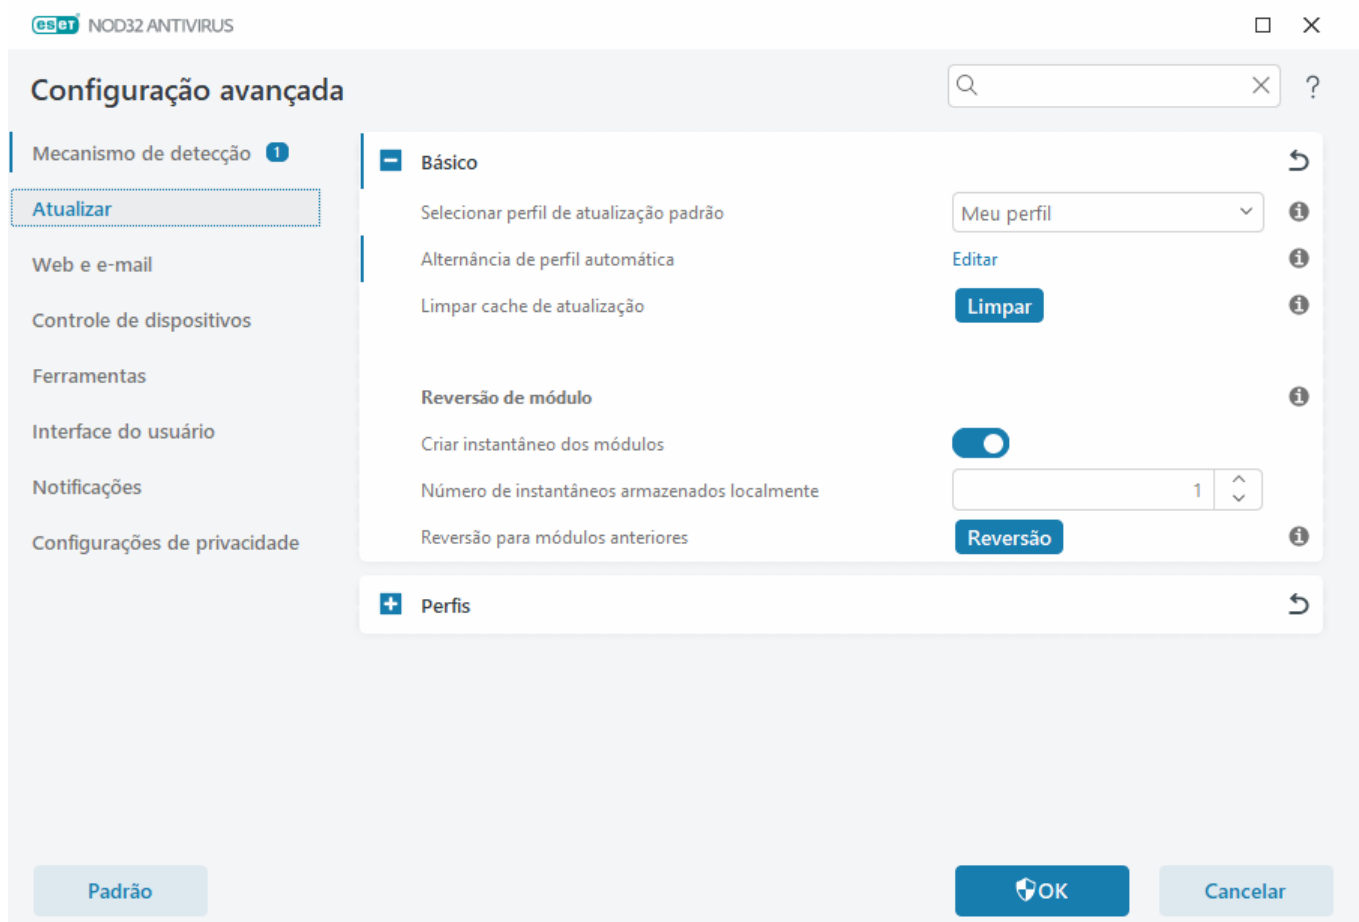 eset NOD32 ANTIVIRUS
Configuração avançada
?
Mecanismo de detecção 1
Atualizar
Web e e-mail
Controle de dispositivos
Ferramentas
Interface do usuário
Notificações
Configurações de privacidade
Básico
Selecionar perfil de atualização padrão Meu perfil
Alternância de perfil automática Editar
Limpar cache de atualização Limpar
Reversão de módulo
Criar instantâneo dos módulos
Número de instantâneos armazenados localmente 1
Reversão para módulos anteriores Reversão
Perfis
Padrão
OK
Cancelar